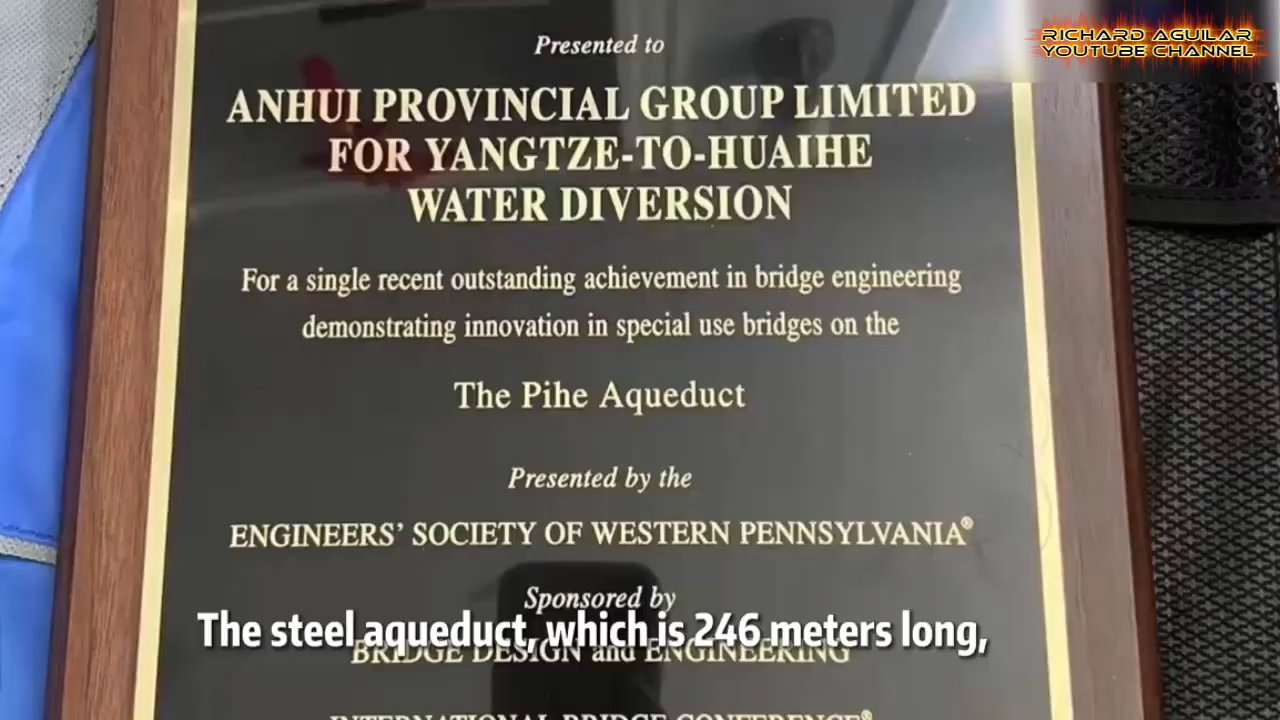 RICHARD AGUILAR
YOUTUBE CHANNEL
Presented to
ANHUI PROVINCIAL GROUP LIMITED
FOR YANGTZE-TO-HUAIHE
WATER DIVERSION
For a single recent outstanding achievement in bridge engineering
demonstrating innovation in special use bridges on the
The Pihe Aqueduct
Presented by the
ENGINEERS' SOCIETY OF WESTERN PENNSYLVANIA®
Sponsored by
The steel aqueduct, which is 246 meters long,
BRIDGE DESIGN and ENGINEERING
INTERNATIONAL BRIDGE CONFERENCE®